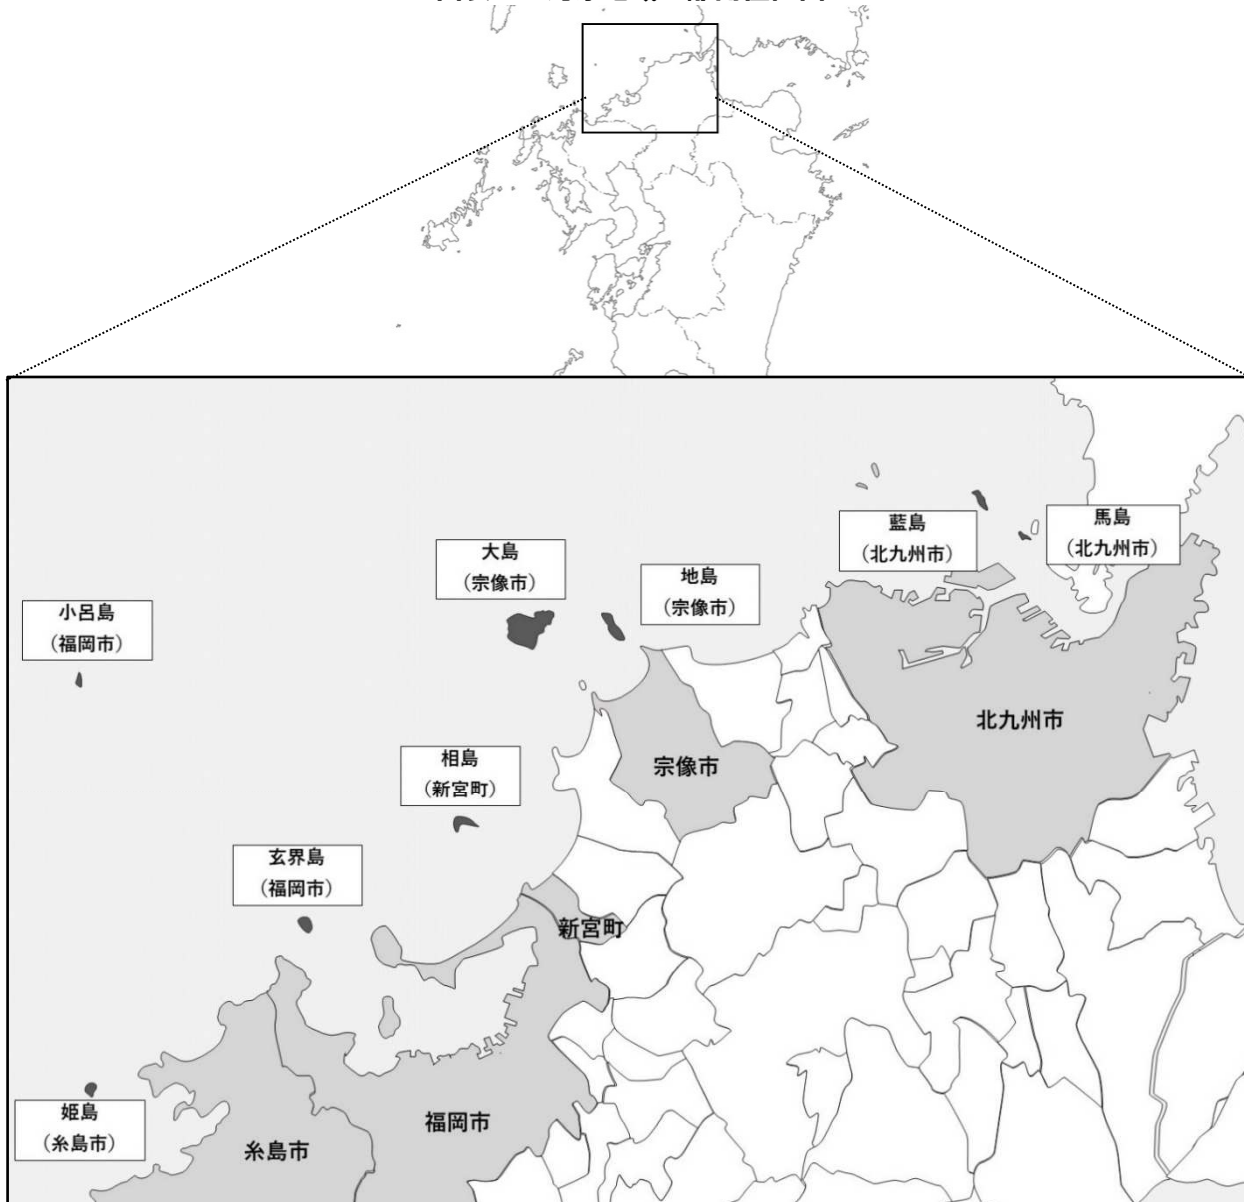 藍島
（北九州市）
馬島
（北九州市）
大島
（宗像市）
地島
（宗像市）
小呂島
（福岡市）
北九州市
宗像市
相島
（新宮町）
玄界島
（福岡市）
新宮町
姫島
（糸島市）
福岡市
糸島市